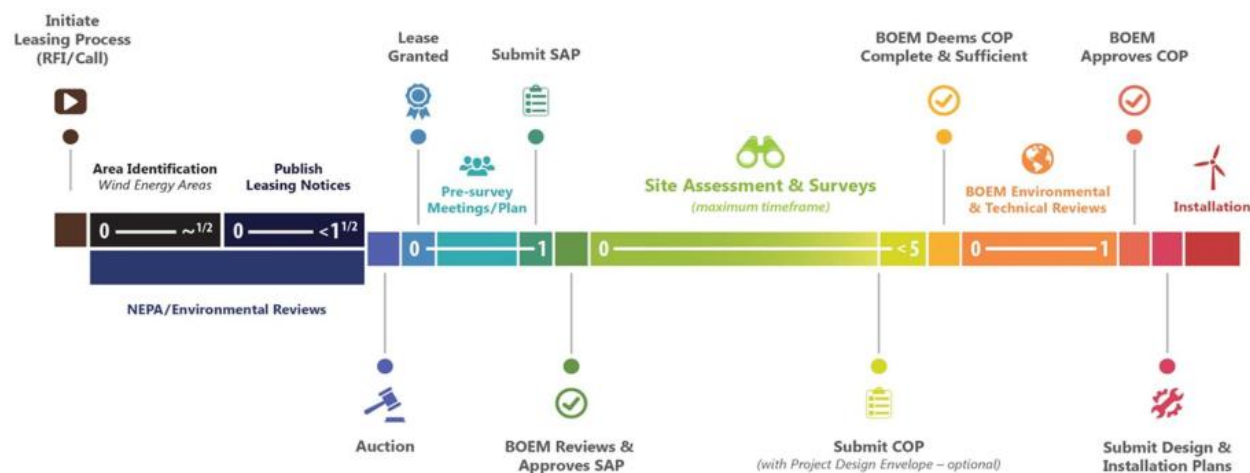 Initiate
Leasing Process
(RFI/Call)
Lease
Granted
Submit SAP
BOEM Deems COP
Complete & Sufficient
BOEM
Approves COP
Area Identification
Wind Energy Areas
Publish
Leasing Notices
Pre-survey
Meetings/Plan
Site Assessment & Surveys
(maximum timeframe)
BOEM Environmental
& Technical Reviews
Installation
0 ~1/2
0 <1 1/2
0 1
0 <5
0 1
NEPA/Environmental Reviews
Auction
BOEM Reviews &
Approves SAP
Submit COP
(with Project Design Envelope – optional)
Submit Design &
Installation Plans